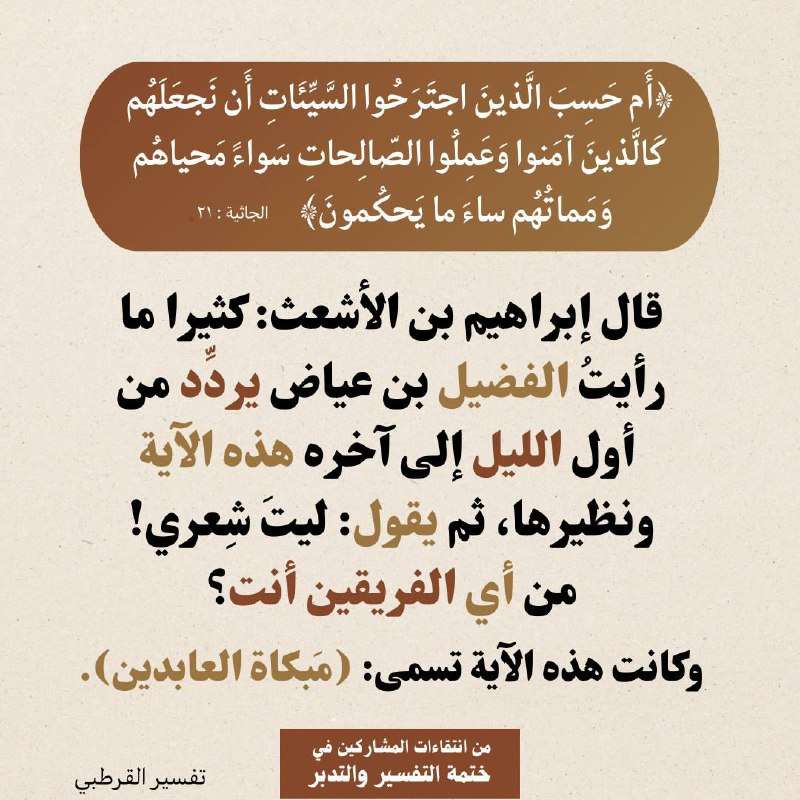 ﴿أَم حَسِبَ الَّذينَ اجتَرَحُوا السَّيِّئَاتِ أَن نَجعَلَهُم
كَالَّذينَ آمَنوا وَعَمِلُوا الصّالِحاتِ سَواءً مَحياهُم
وَمَماتُهُم ساءَ ما يَحكُمونَ﴾ الجاثية : ٢١.
قال إبراهيم بن الأشعث: كثيرا ما
رأيتُ الفضيل بن عياض يردِّد من
أول الليل إلى آخره هذه الآية
ونظيرها، ثم يقول: ليتَ شِعري!
من أي الفريقين أنت؟
وكانت هذه الآية تسمى: (مَبكاة العابدين).
من انتقاءات المشاركين في
ختمة التفسير والتدبر
تفسير القرطبي